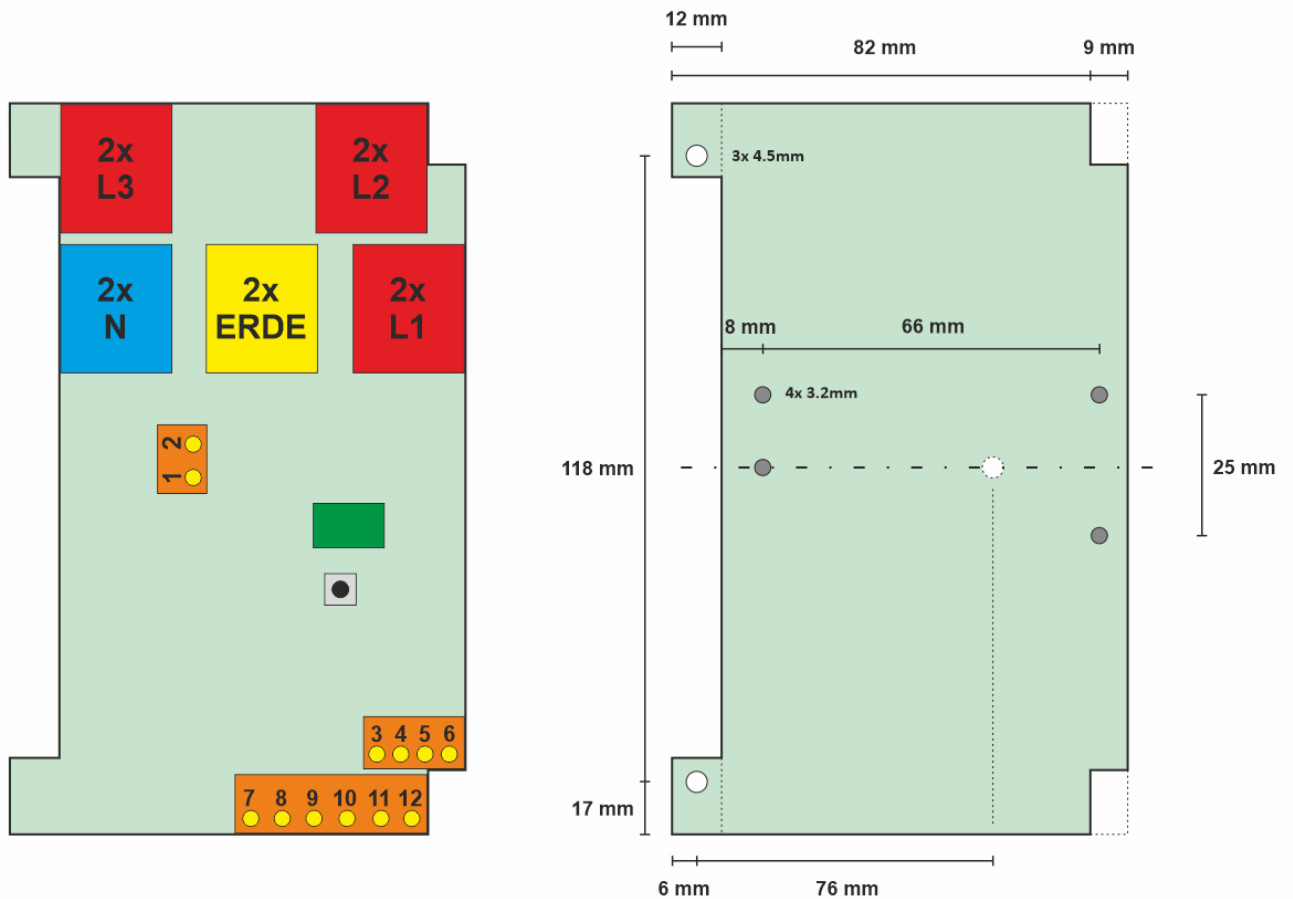 2x
L3
2x
L2
2x
N
2x
ERDE
2x
L1
1 2
3 4 5 6
7 8 9 10 11 12
12 mm
82 mm 9 mm
3x 4.5mm
8 mm 66 mm
4x 3.2mm
118 mm
25 mm
17 mm
6 mm 76 mm